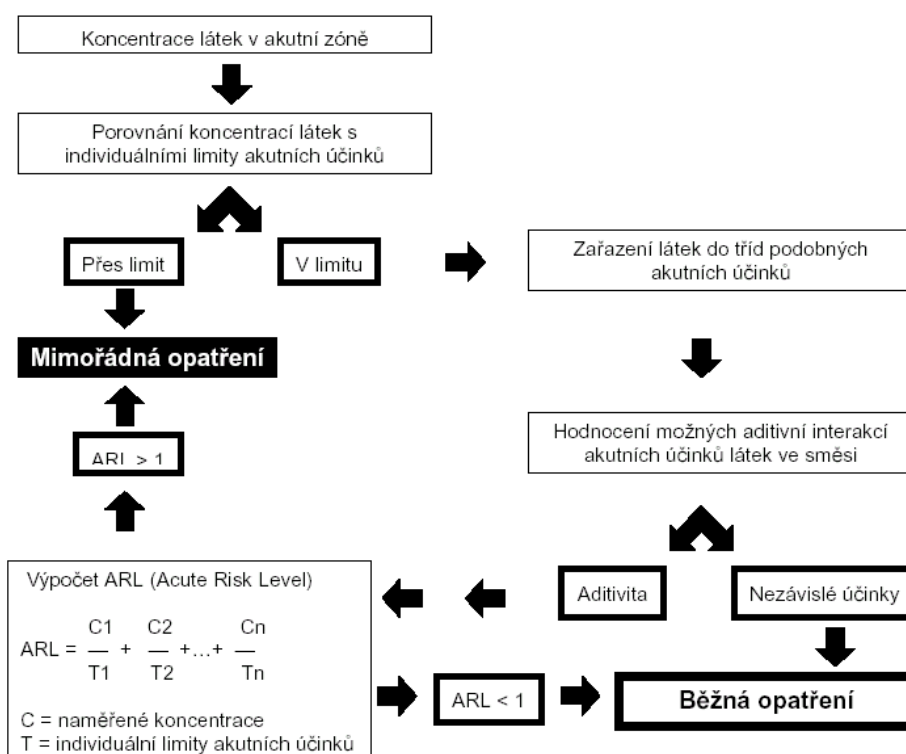 Koncentrace látek v akutní zóně
Porovnání koncentrací látek s
individuálními limity akutních účinků
Přes limit
V limitu
Zařazení látek do tříd podobných
akutních účinků
Mimořádná opatření
ARL > 1
Hodnocení možných aditivní interakcí
akutních účinků látek ve směsi
Aditivita
Nezávislé účinky
Výpočet ARL (Acute Risk Level)
C1 C2 Cn
ARL = — + — +...+ —
T1 T2 Tn
C = naměřené koncentrace
T = individuální limity akutních účinků
ARL < 1
Běžná opatření